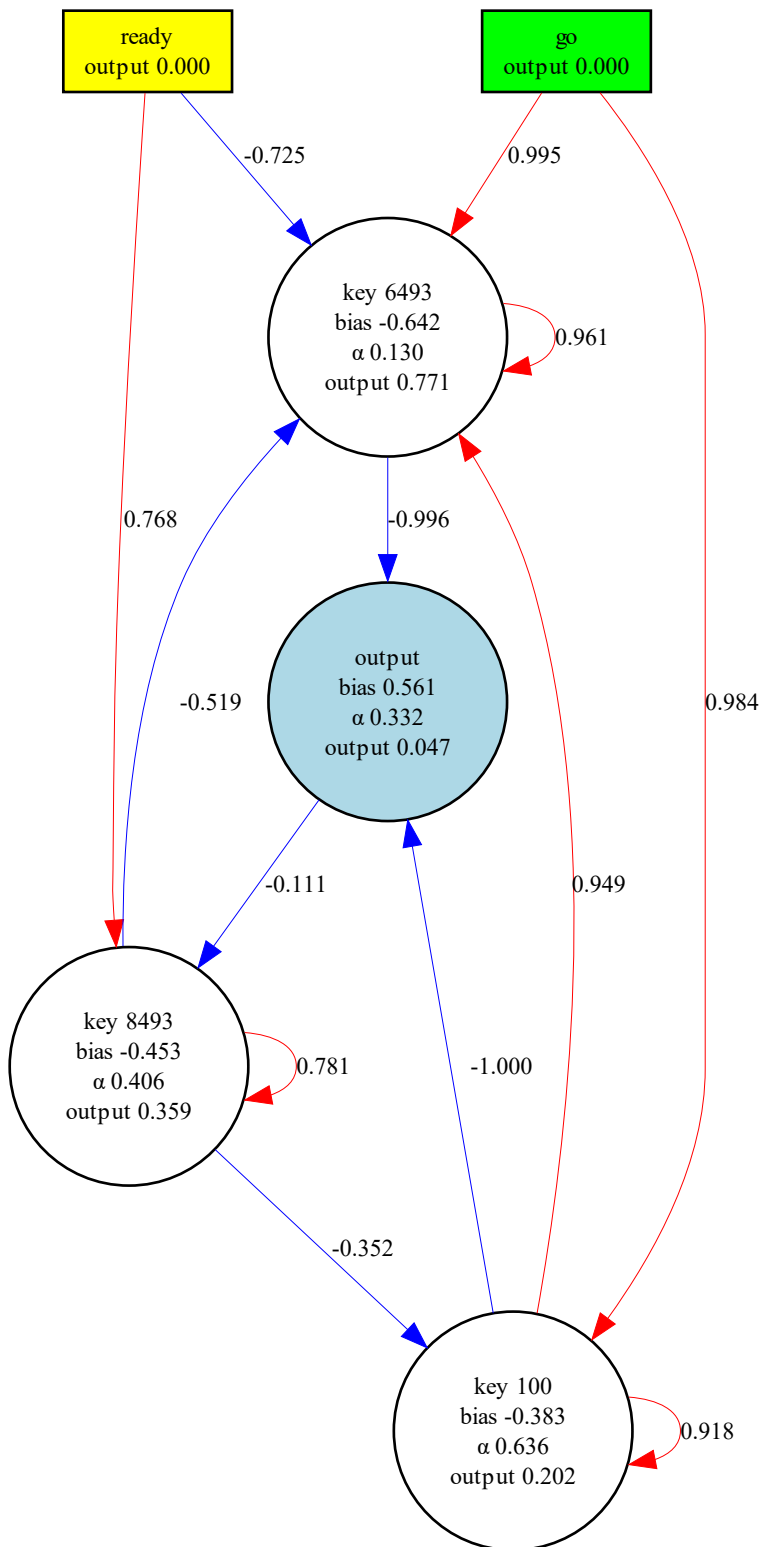 ready
output 0.000
go
output 0.000
-0.725
0.995
key 6493
bias -0.642
α 0.130
output 0.771
0.961
0.768
-0.996
-0.519
output
bias 0.561
α 0.332
output 0.047
0.984
-0.111
0.949
key 8493
bias -0.453
α 0.406
output 0.359
0.781
-1.000
-0.352
key 100
bias -0.383
α 0.636
output 0.202
0.918